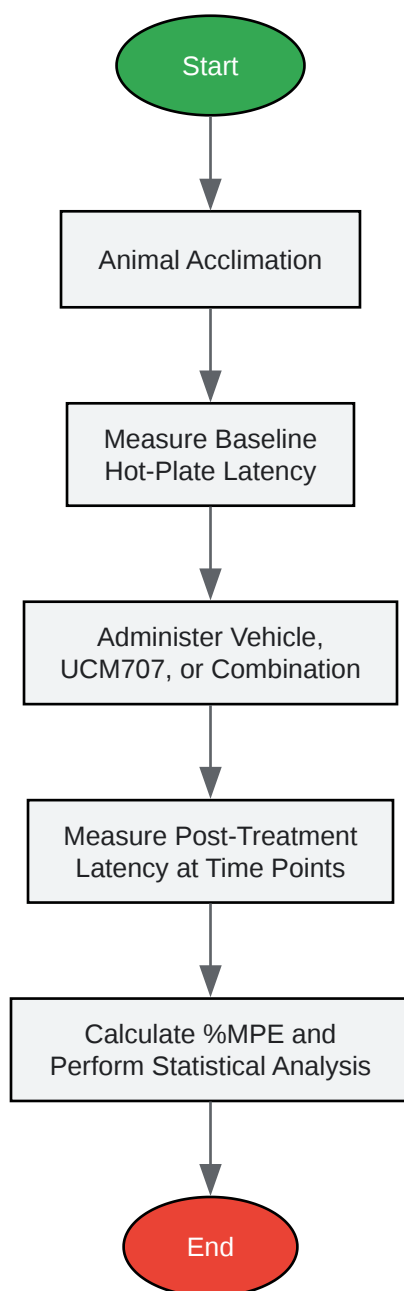 Start
Animal Acclimation
Measure Baseline
Hot-Plate Latency
Administer Vehicle,
UCM707, or Combination
Measure Post-Treatment
Latency at Time Points
Calculate %MPE and
Perform Statistical Analysis
End